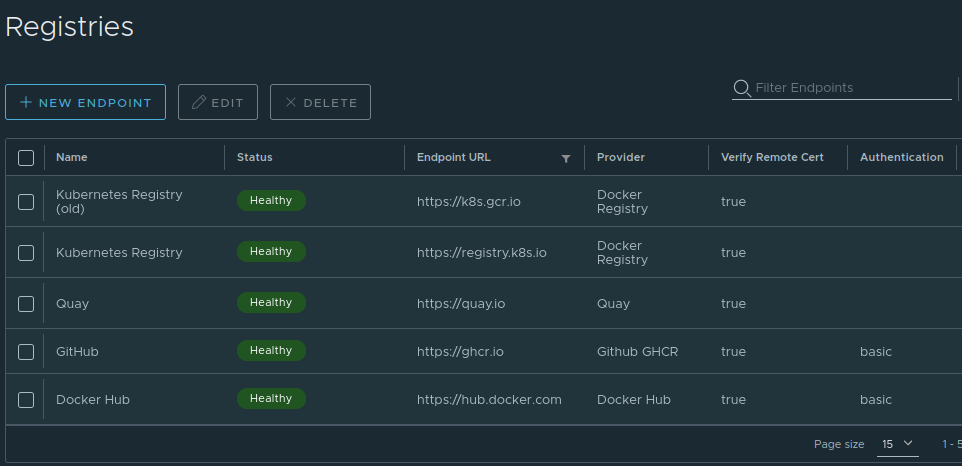 Registries
NEW ENDPOINT EDIT DELETE Filter Endpoints
Name Status Endpoint URL Provider Verify Remote Cert Authentication
Kubernetes Registry (old) Healthy https://k8s.gcr.io Docker Registry true
Kubernetes Registry Healthy https://registry.k8s.io Docker Registry true
Quay Healthy https://quay.io Quay true
GitHub Healthy https://ghcr.io Github GHCR true basic
Docker Hub Healthy https://hub.docker.com Docker Hub true basic
Page size 15 1 - 5